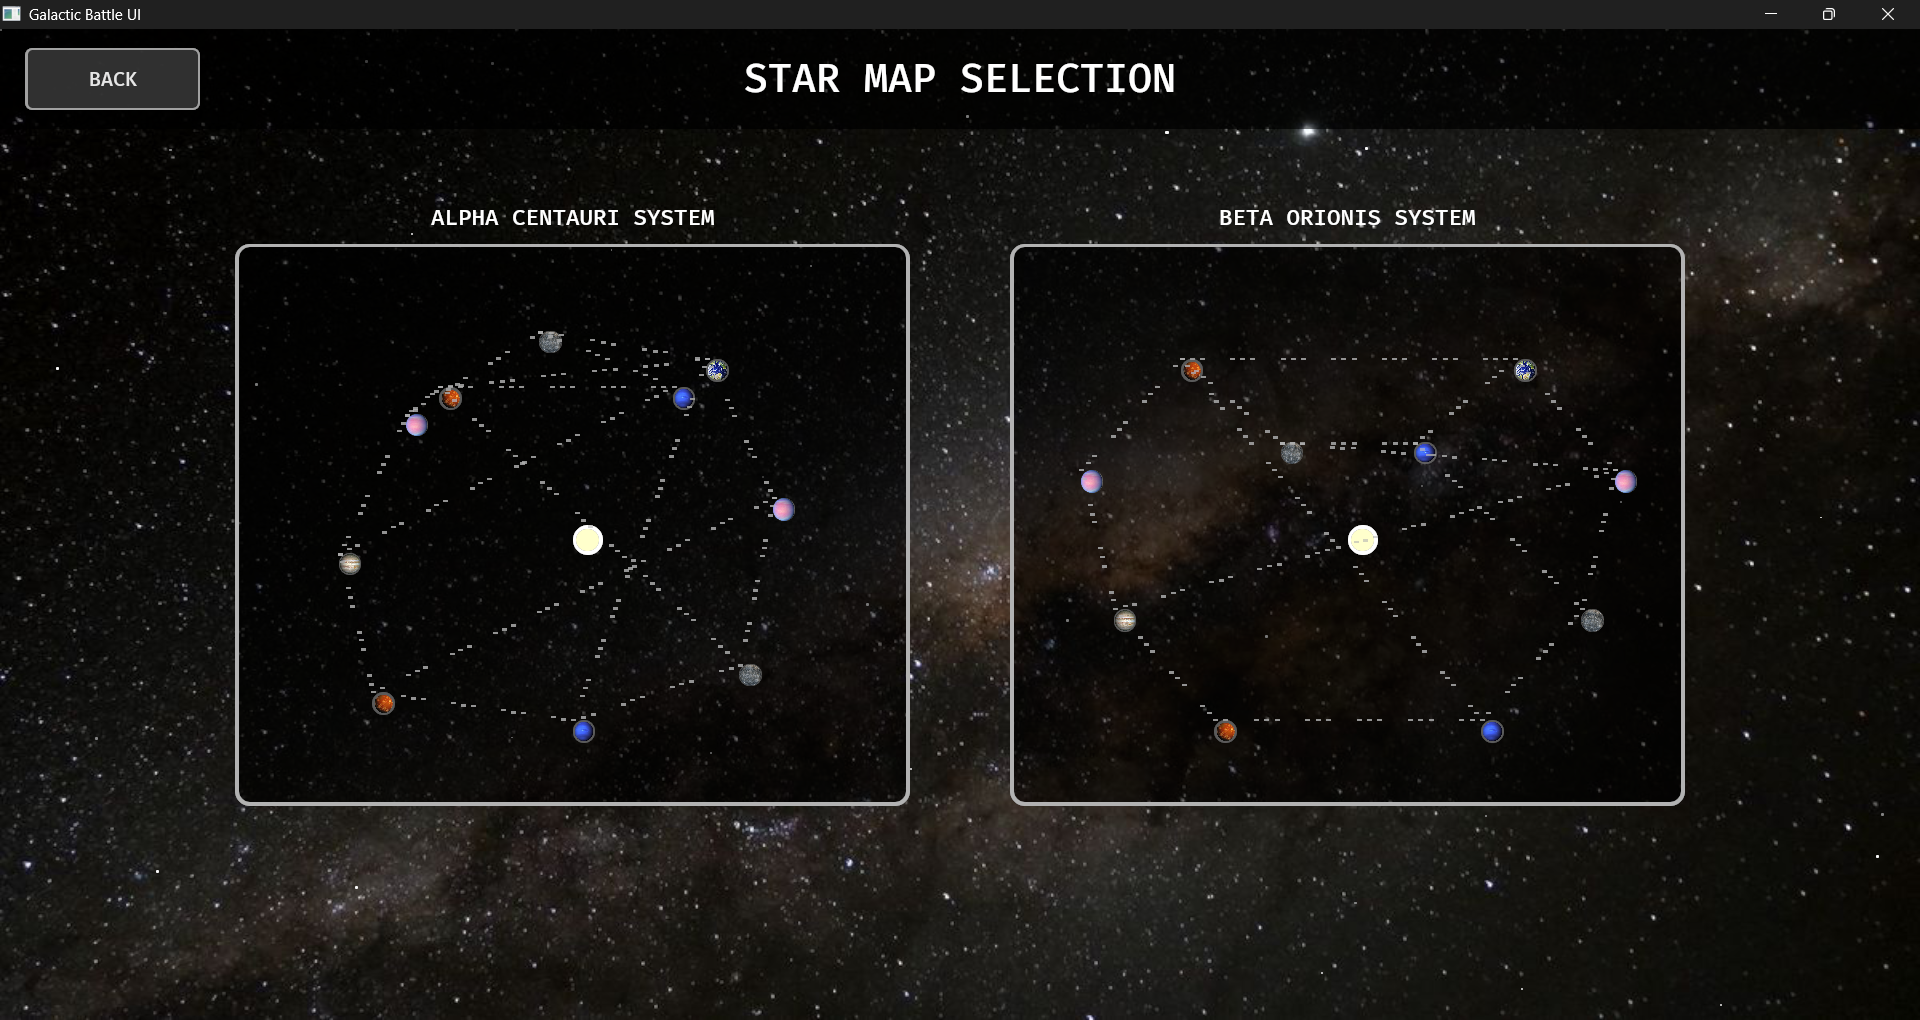 Galactic Battle UI
BACK
STAR MAP SELECTION
ALPHA CENTAURI SYSTEM
BETA ORIONIS SYSTEM